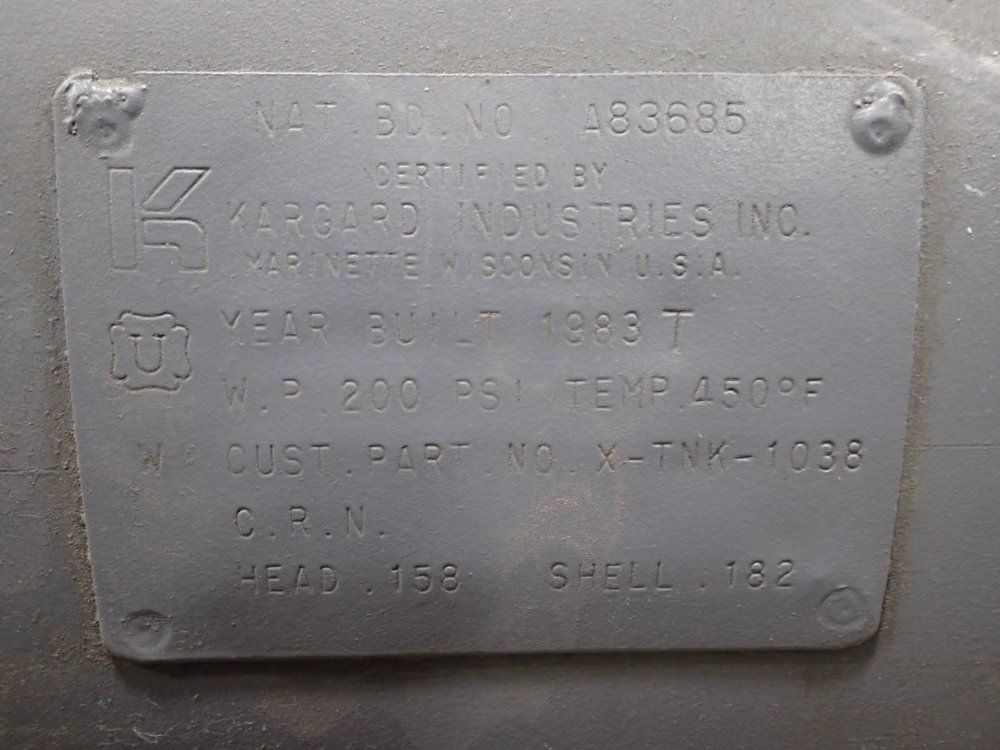 NAT.BD.NO. A83685
CERTIFIED BY
K KARGARD INDUSTRIES INC.
MARINETTE WISCONSIN U.S.A.
U YEAR BUILT 1983 T
W.P. 200 PSI TEMP. 450°F
W CUST.PART.NO. X-TNK-1038
C.R.N.
HEAD .158 SHELL .182